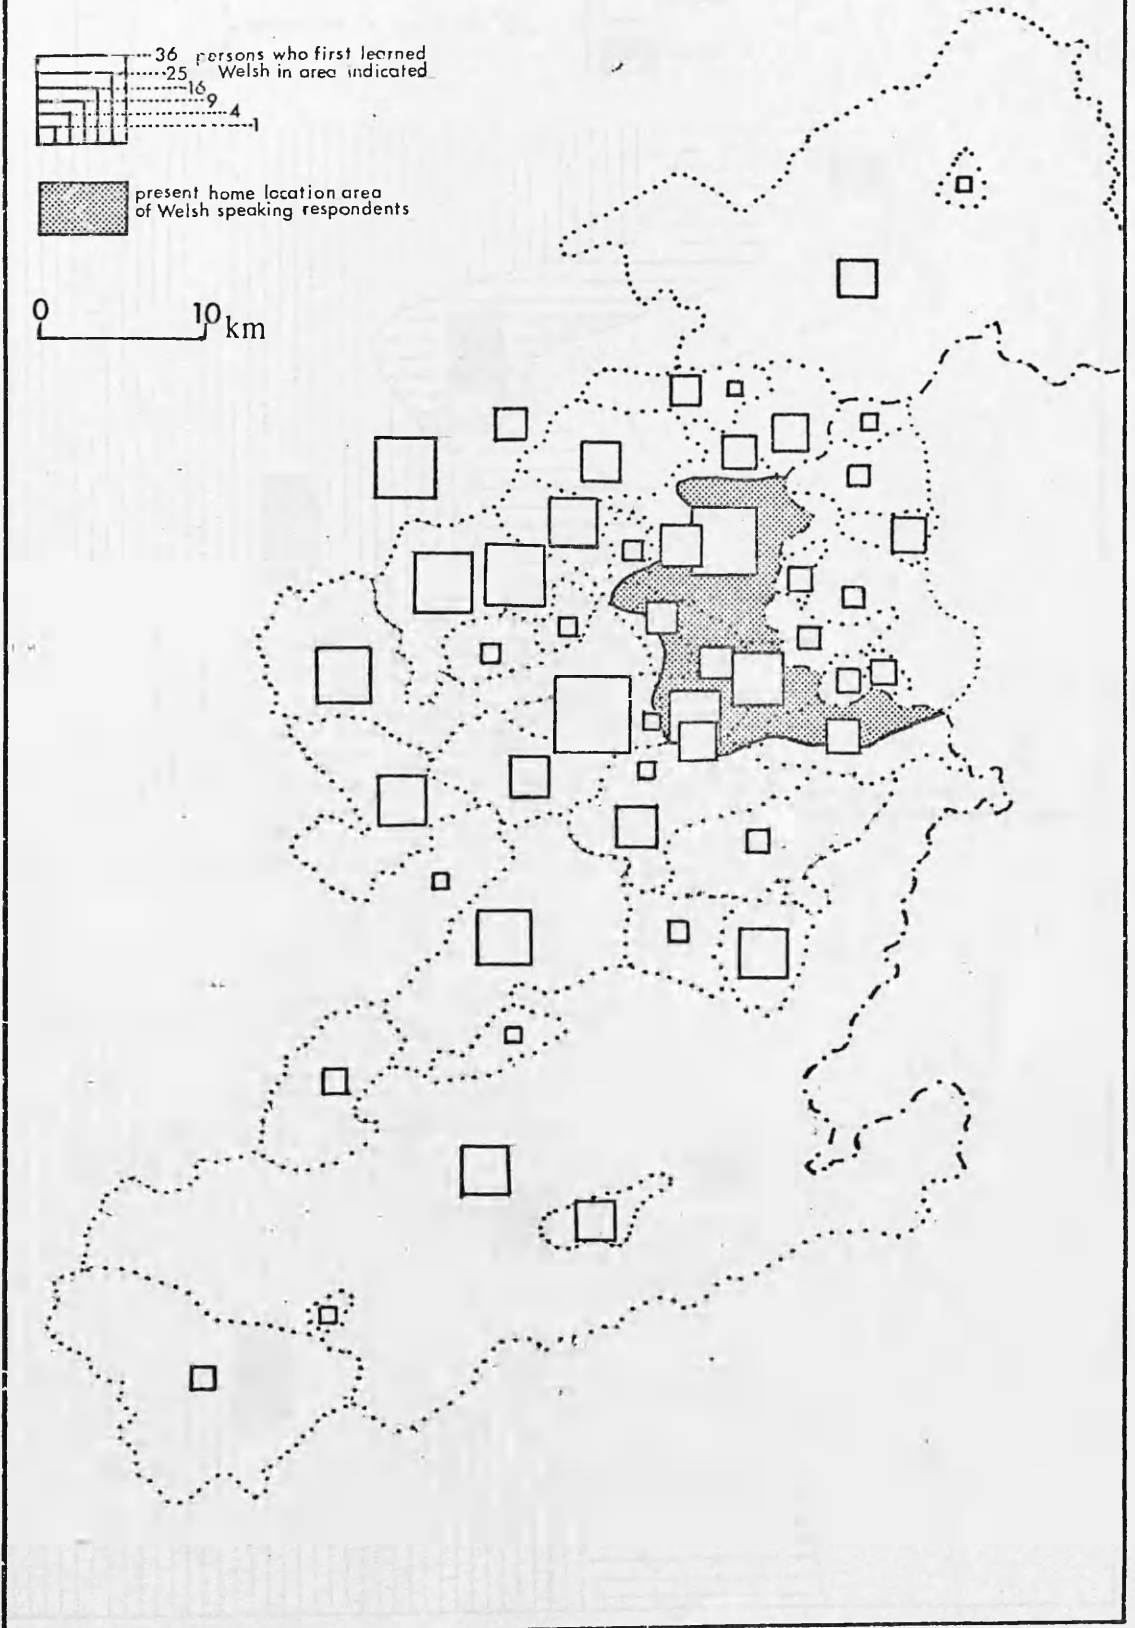 36 persons who first learned
25 Welsh in area indicated
16
9
4
1
present home location area
of Welsh speaking respondents
0 10 km